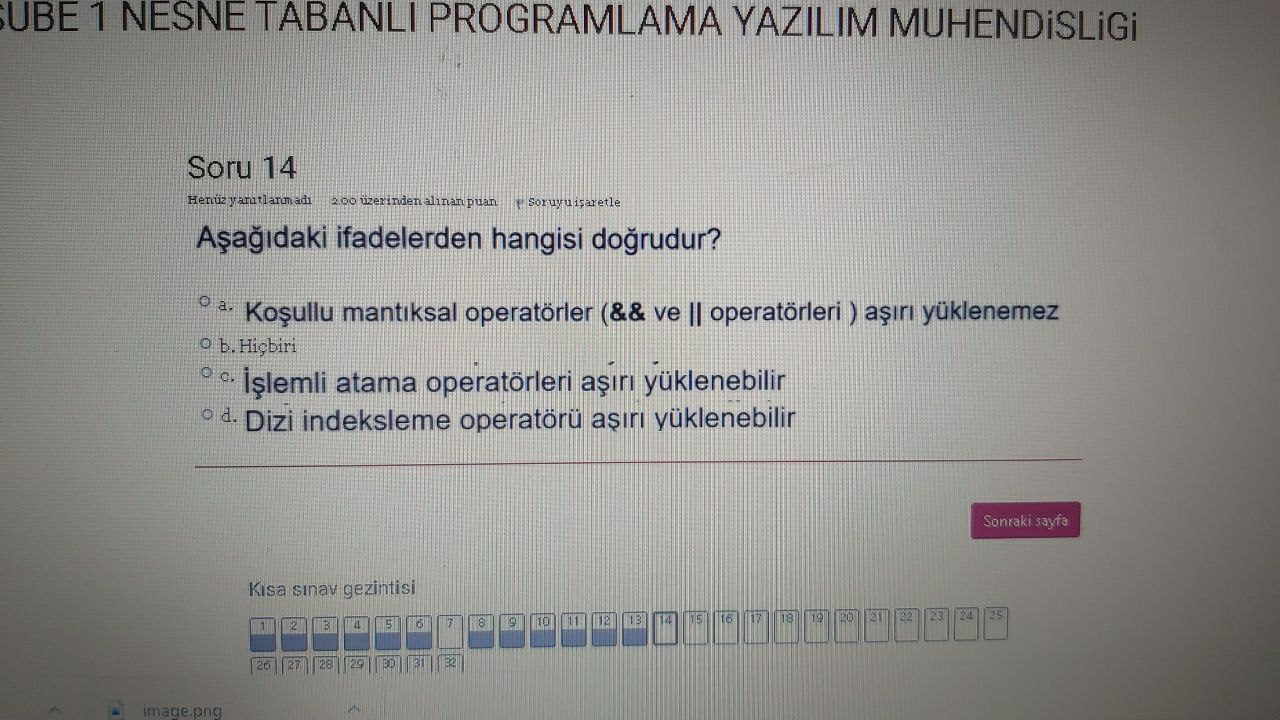 ŞUBE 1 NESNE TABANLI PROGRAMLAMA YAZILIM MUHENDiSLiGi
Soru 14
Henüz yanıtlanmadı 2.00 üzerinden alınan puan Soruyu işaretle
Aşağıdaki ifadelerden hangisi doğrudur?
a. Koşullu mantıksal operatörler (&& ve || operatörleri ) aşırı yüklenemez
b. Hiçbiri
c. İşlemli atama operatörleri aşırı yüklenebilir
d. Dizi indeksleme operatörü aşırı yüklenebilir
Sonraki sayfa
Kısa sınav gezintisi
1 2 3 4 5 6 7 8 9 10 11 12 13 14 15 16 17 18 19 20 21 22 23 24 25
26 27 28 29 30 31 32
image.png